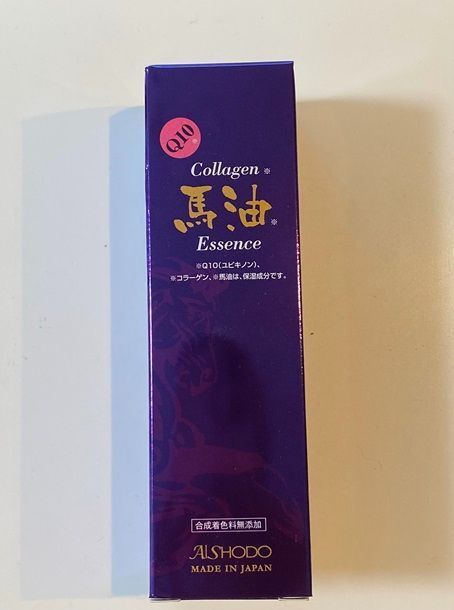 Q10※
Collagen※
馬油※
Essence
※Q10(ユビキノン)、
※コラーゲン、※馬油は、保湿成分です。
合成着色料無添加
AISHODO
MADE IN JAPAN